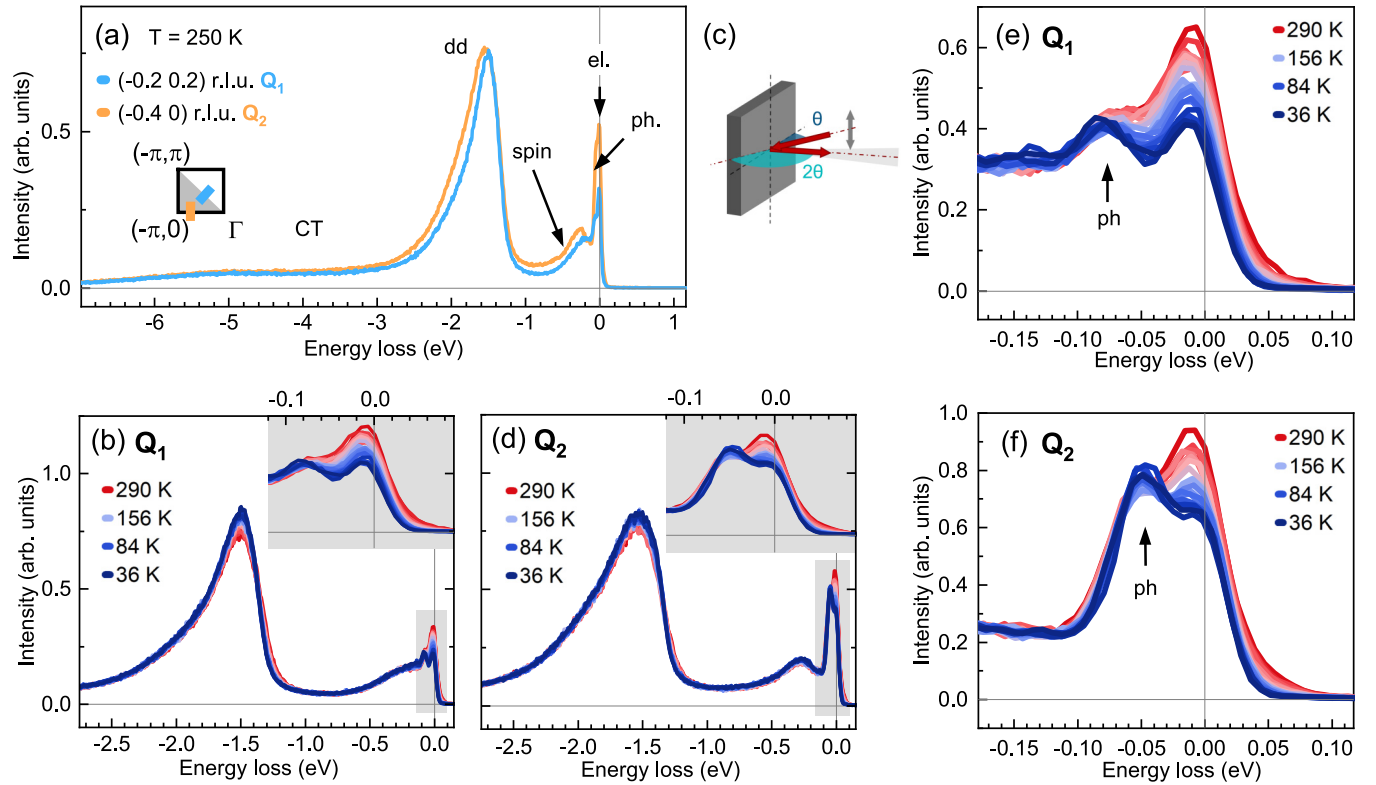 (a)
T = 250 K
(-0.2 0.2) r.l.u. Q1
(-0.4 0) r.l.u. Q2
(-π,π)
(-π,0)
Γ
CT
dd
spin
el.
ph.
Intensity (arb. units)
0.5
0.0
-6 -5 -4 -3 -2 -1 0 1
Energy loss (eV)
(c)
θ
2θ
(e) Q1
290 K
156 K
84 K
36 K
ph
Intensity (arb. units)
0.6
0.4
0.2
0.0
-0.15 -0.10 -0.05 0.00 0.05 0.10
Energy loss (eV)
(b) Q1
-0.1 0.0
290 K
156 K
84 K
36 K
Intensity (arb. units)
1.0
0.5
0.0
-2.5 -2.0 -1.5 -1.0 -0.5 0.0
Energy loss (eV)
(d) Q2
-0.1 0.0
290 K
156 K
84 K
36 K
-2.5 -2.0 -1.5 -1.0 -0.5 0.0
Energy loss (eV)
(f) Q2
290 K
156 K
84 K
36 K
ph
Intensity (arb. units)
1.0
0.8
0.6
0.4
0.2
0.0
-0.15 -0.10 -0.05 0.00 0.05 0.10
Energy loss (eV)